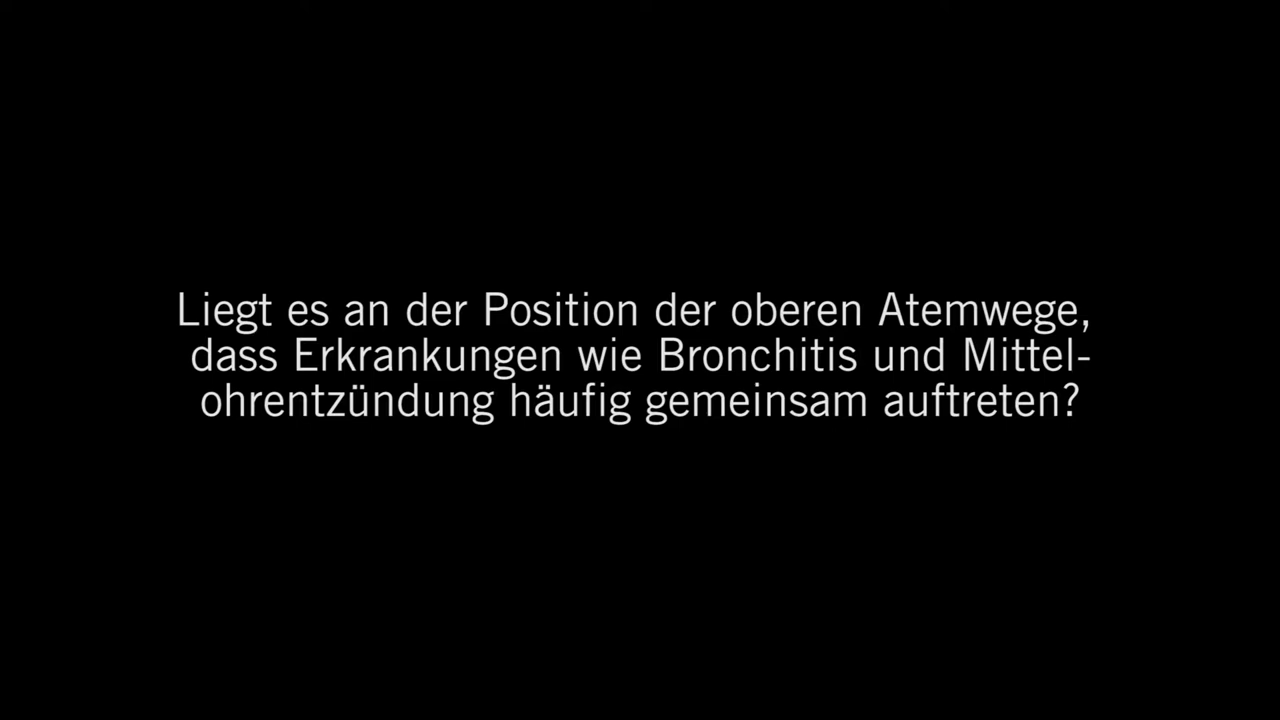 Liegt es an der Position der oberen Atemwege,
dass Erkrankungen wie Bronchitis und Mittel-
ohrentzündung häufig gemeinsam auftreten?